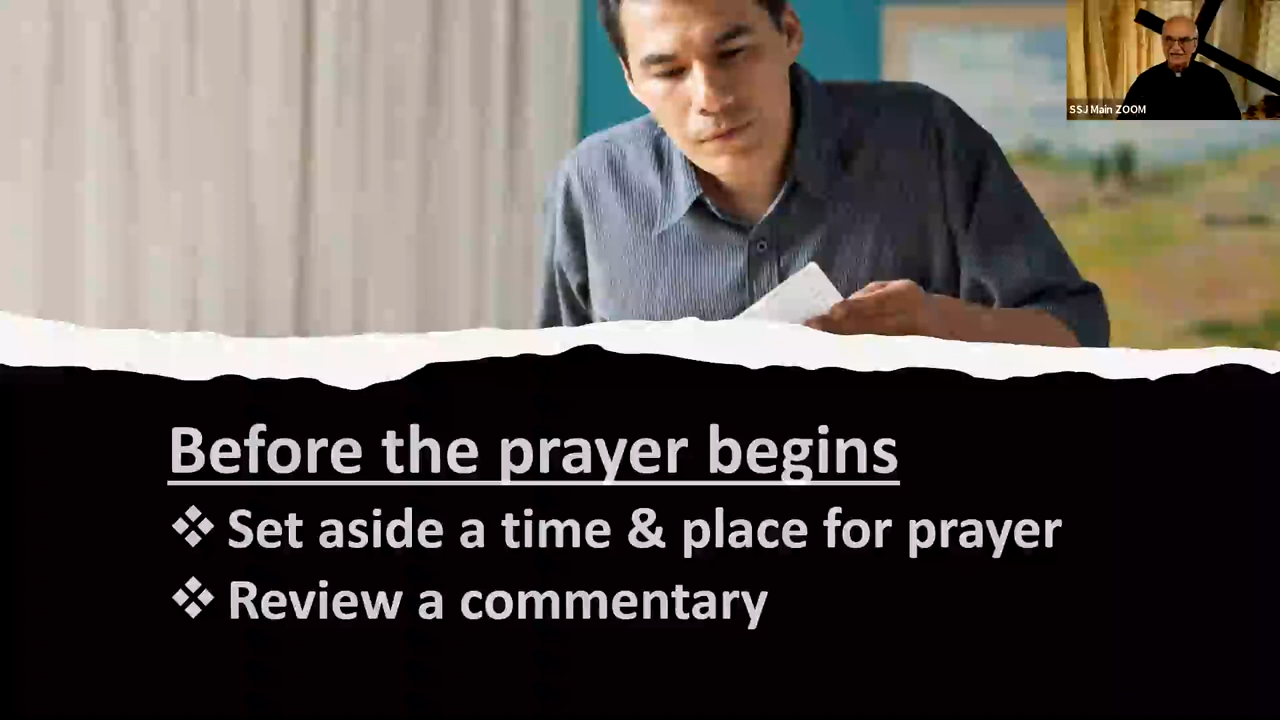 SSJ Main ZOOM
Before the prayer begins
❖ Set aside a time & place for prayer
❖ Review a commentary